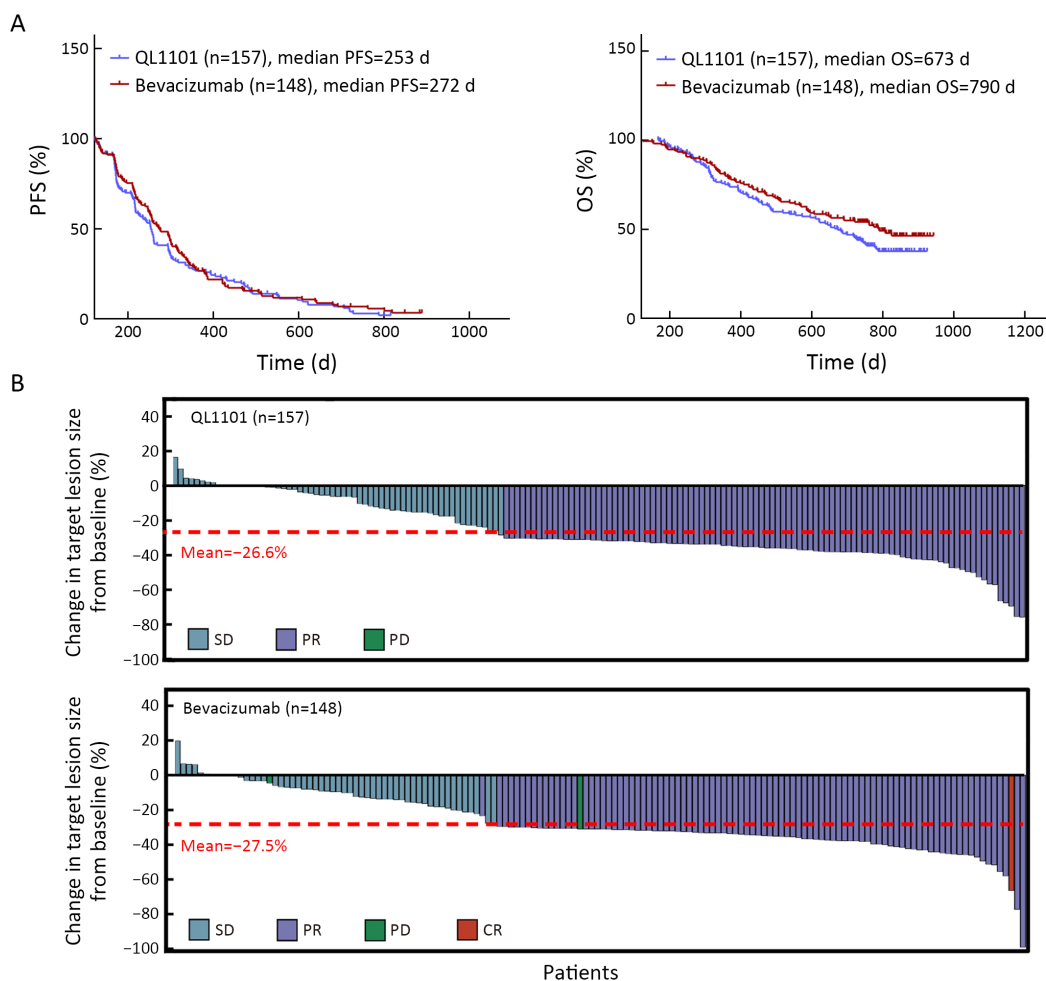 A
150
100
50
0
PFS (%)
QL1101 (n=157), median PFS=253 d
Bevacizumab (n=148), median PFS=272 d
200 400 600 800 1000
Time (d)
150
100
50
0
OS (%)
QL1101 (n=157), median OS=673 d
Bevacizumab (n=148), median OS=790 d
200 400 600 800 1000 1200
Time (d)
B
Change in target lesion size
from baseline (%)
40
20
0
−20
−40
−60
−80
−100
QL1101 (n=157)
Mean=−26.6%
SD PR PD
Change in target lesion size
from baseline (%)
40
20
0
−20
−40
−60
−80
−100
Bevacizumab (n=148)
Mean=−27.5%
SD PR PD CR
Patients